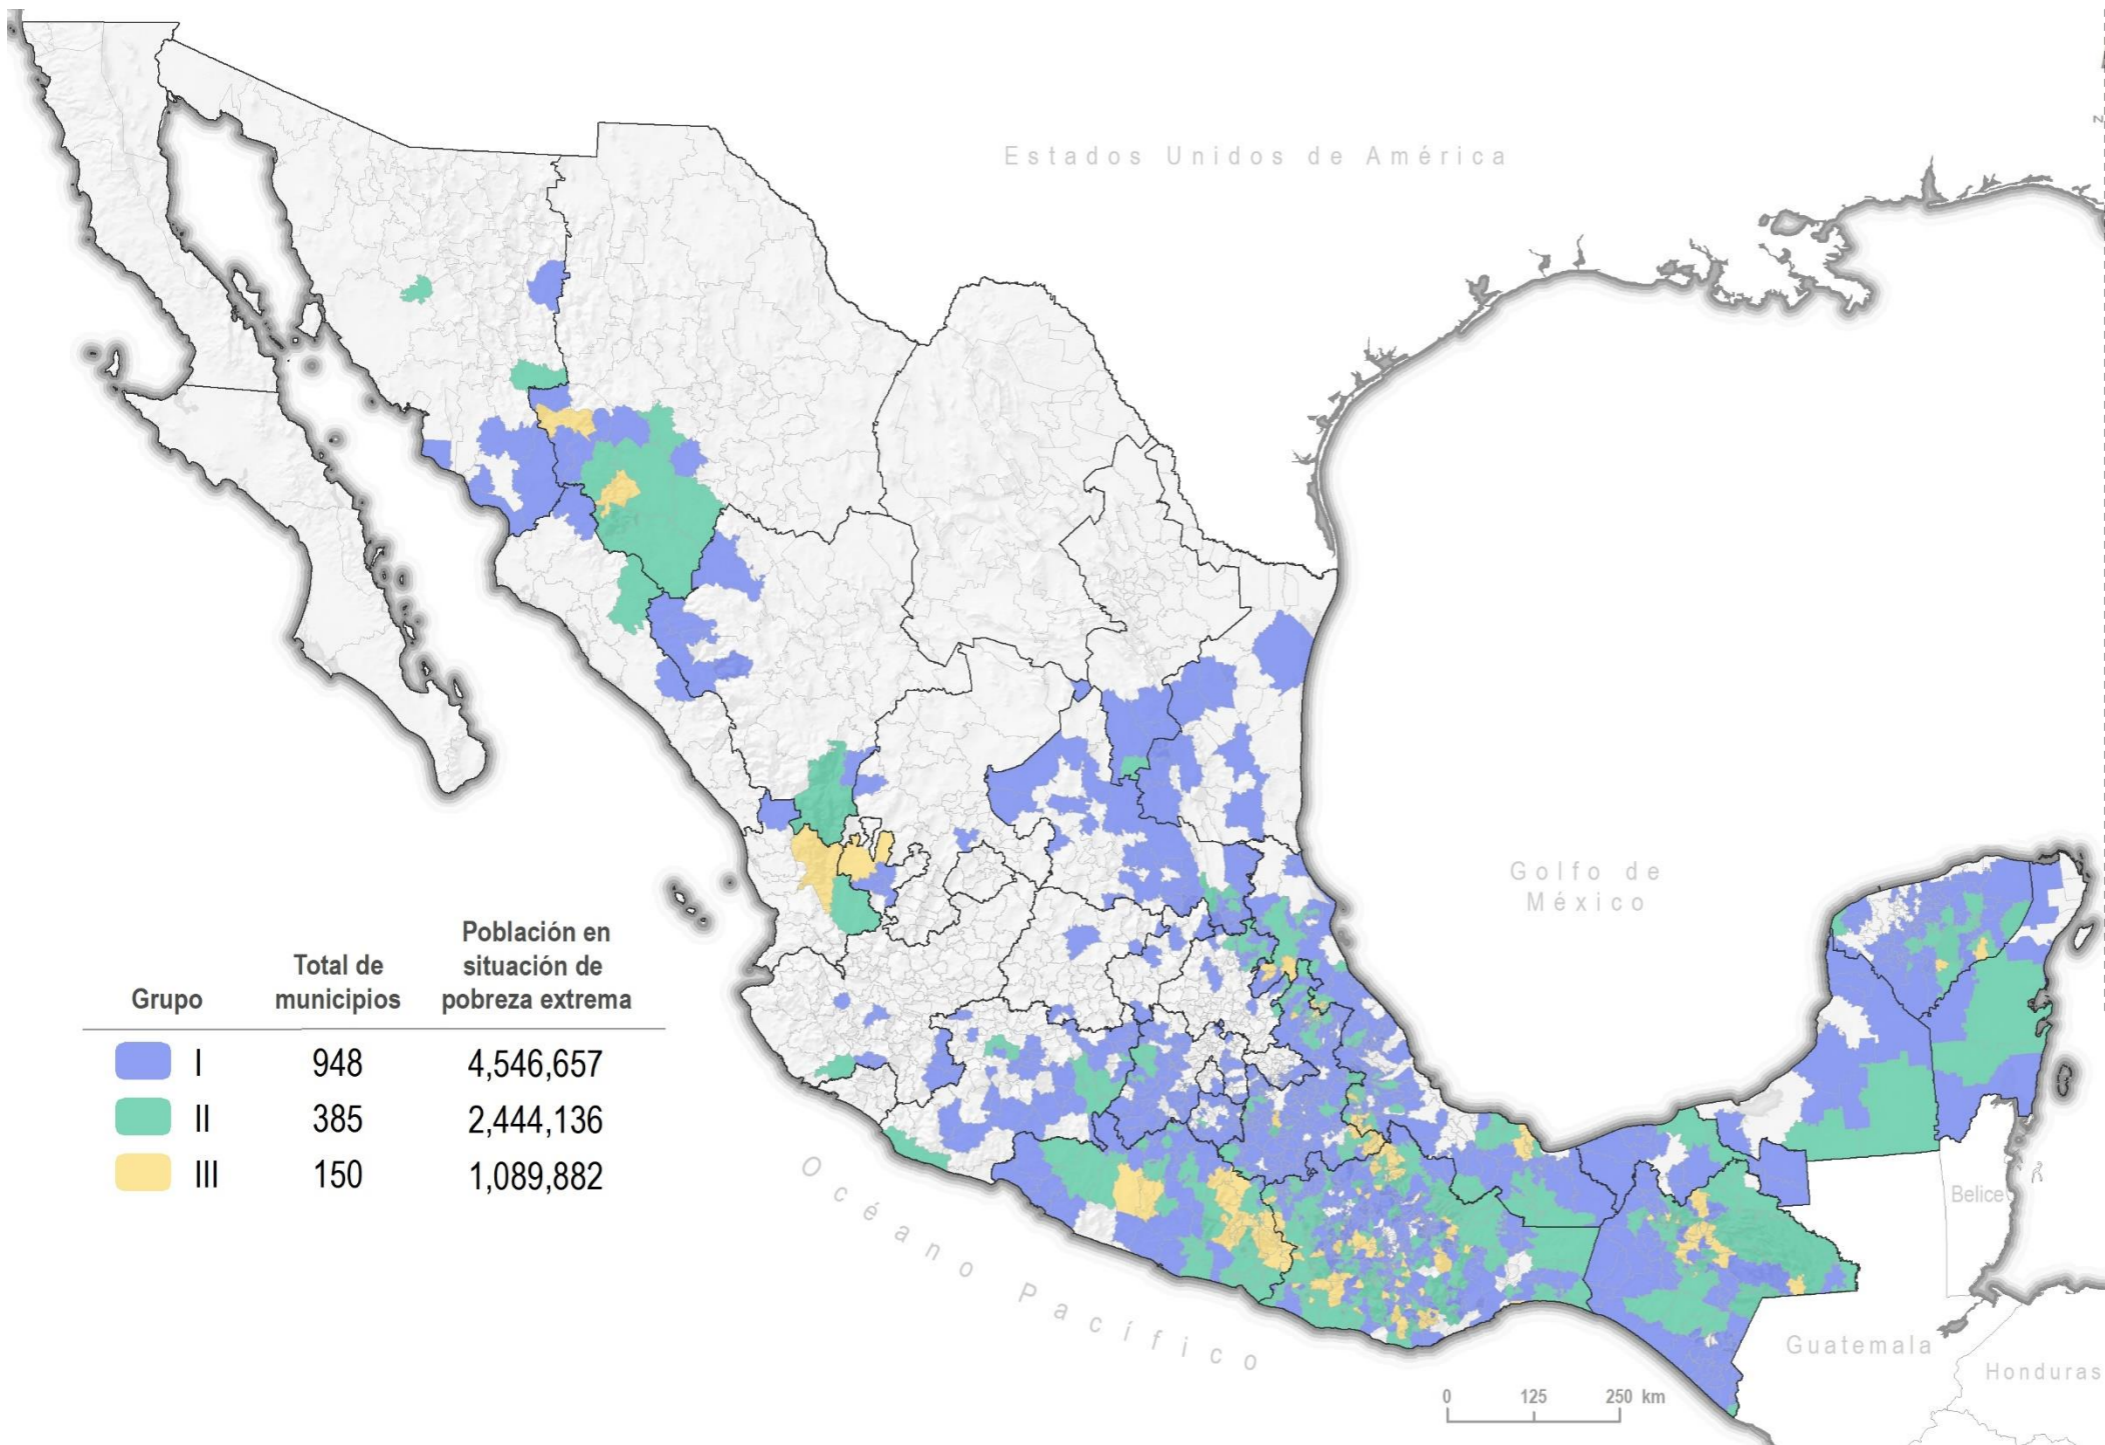 Estados Unidos de América
Golfo de
México
Océano Pacífico
Belice
Guatemala
Honduras
Grupo
Total de
municipios
Población en
situación de
pobreza extrema
I 948 4,546,657
II 385 2,444,136
III 150 1,089,882
0 125 250 km